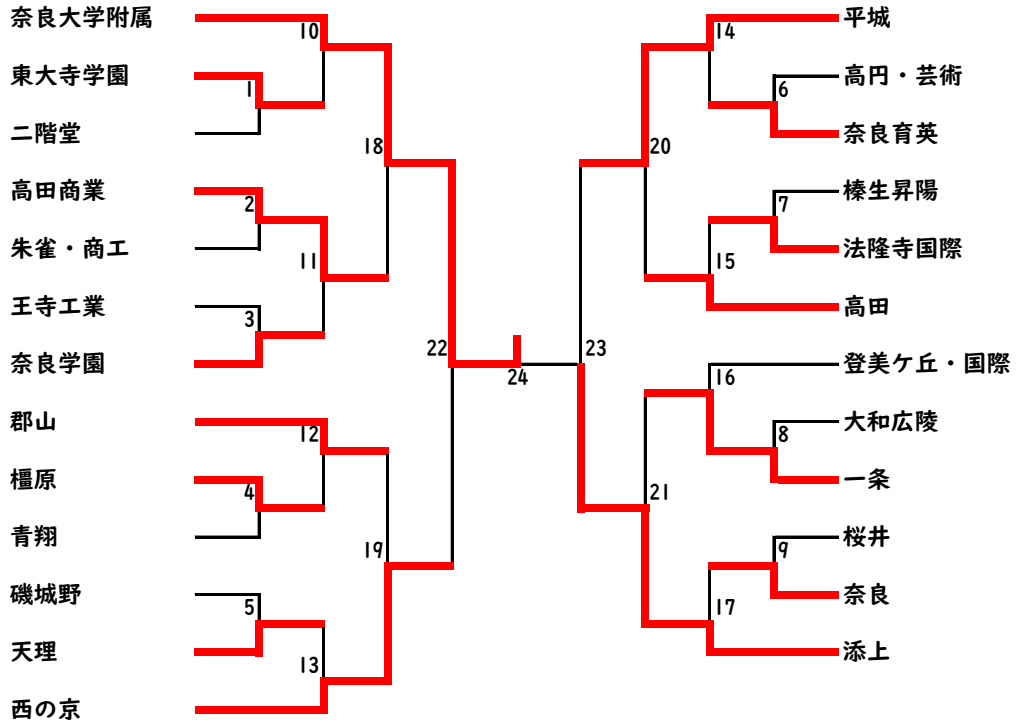 奈良大学附属
東大寺学園
二階堂
高田商業
朱雀・商工
王寺工業
奈良学園
郡山
橿原
青翔
磯城野
天理
西の京
10
1
18
2
11
3
22
12
4
19
5
13
24
平城
高円・芸術
奈良育英
榛生昇陽
法隆寺国際
高田
登美ケ丘・国際
大和広陵
一条
桜井
奈良
添上
14
6
20
7
15
23
16
8
21
9
17